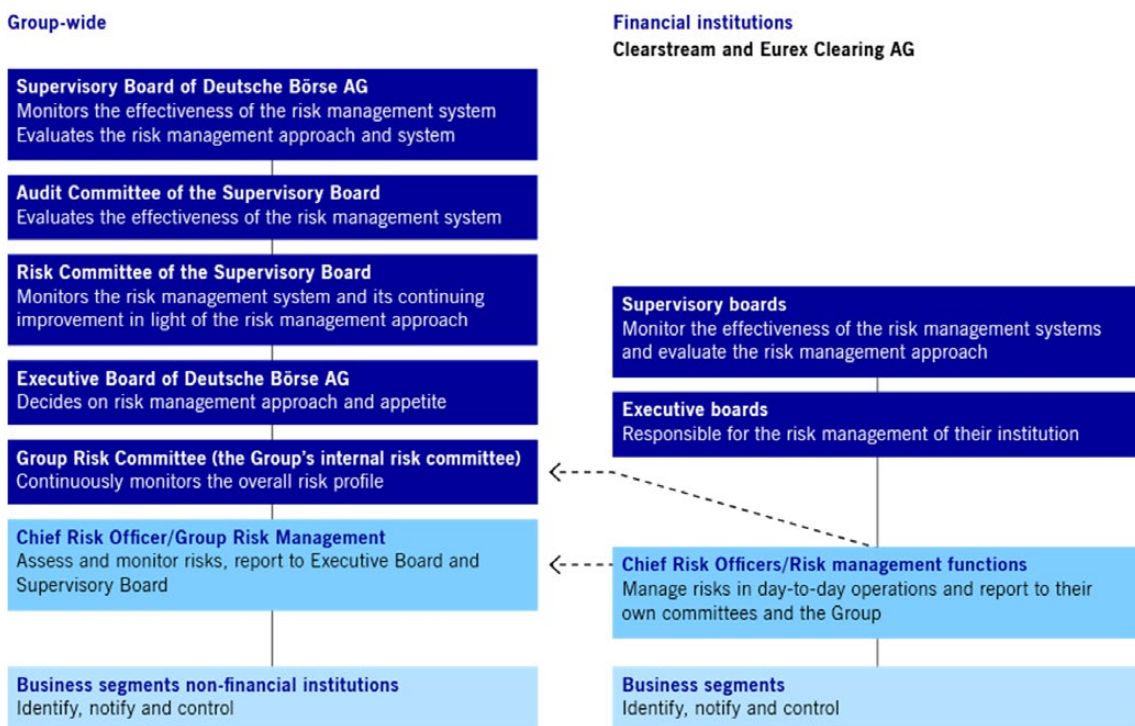 Group-wide
Supervisory Board of Deutsche Börse AG
Monitors the effectiveness of the risk management system
Evaluates the risk management approach and system
Audit Committee of the Supervisory Board
Evaluates the effectiveness of the risk management system
Risk Committee of the Supervisory Board
Monitors the risk management system and its continuing
improvement in light of the risk management approach
Executive Board of Deutsche Börse AG
Decides on risk management approach and appetite
Group Risk Committee (the Group's internal risk committee)
Continuously monitors the overall risk profile
Chief Risk Officer/Group Risk Management
Assess and monitor risks, report to Executive Board and
Supervisory Board
Business segments non-financial institutions
Identify, notify and control
Financial institutions
Clearstream and Eurex Clearing AG
Supervisory boards
Monitor the effectiveness of the risk management systems
and evaluate the risk management approach
Executive boards
Responsible for the risk management of their institution
Chief Risk Officers/Risk management functions
Manage risks in day-to-day operations and report to their
own committees and the Group
Business segments
Identify, notify and control